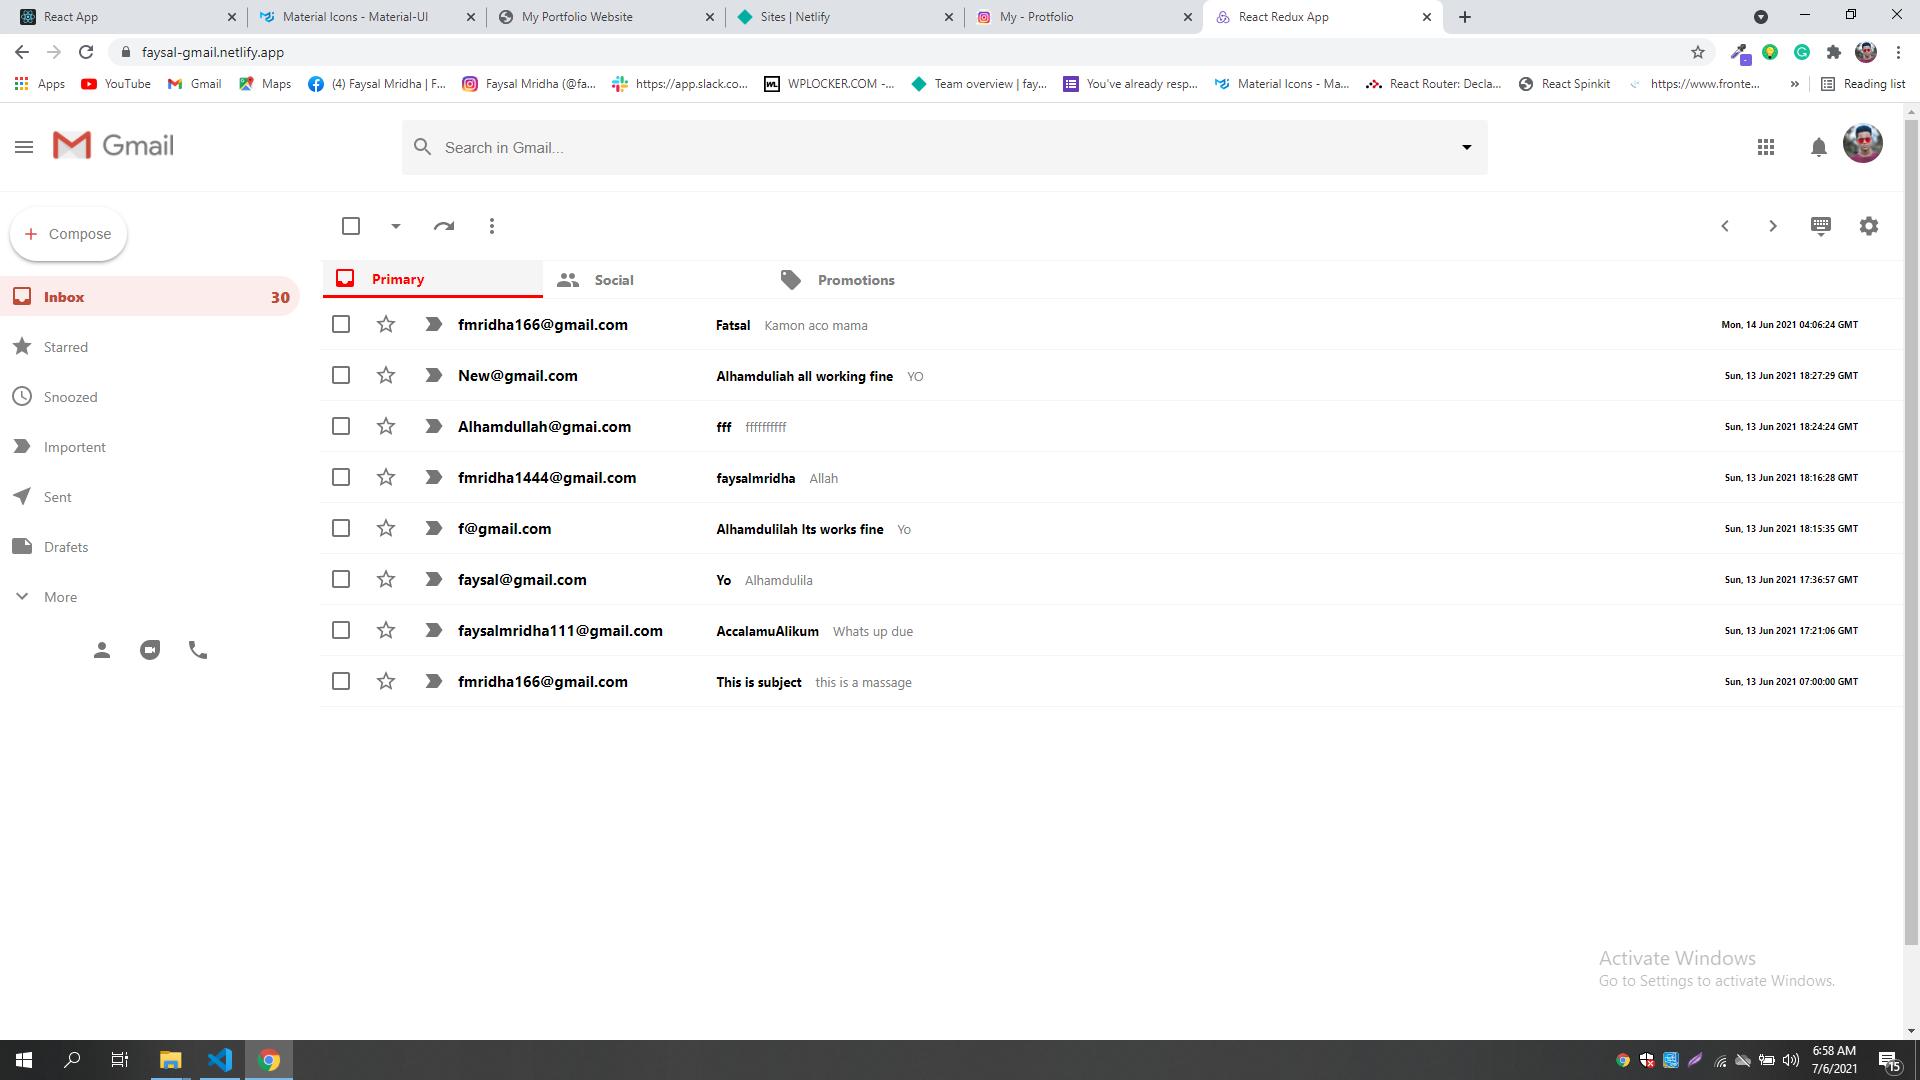 React App
Material Icons - Material-UI
My Portfolio Website
Sites | Netlify
My - Protfolio
React Redux App
faysal-gmail.netlify.app
Apps
YouTube
Gmail
Maps
(4) Faysal Mridha | F...
Faysal Mridha (@fa...
https://app.slack.co...
WPLOCKER.COM -...
Team overview | fay...
You've already resp...
Material Icons - Ma...
React Router: Decla...
React Spinkit
https://www.fronte...
»
Reading list
Gmail
Search in Gmail...
Compose
Inbox 30
Starred
Snoozed
Importent
Sent
Drafets
More
Primary
Social
Promotions
fmridha166@gmail.com Fatsal Kamon aco mama Mon, 14 Jun 2021 04:06:24 GMT
New@gmail.com Alhamduliah all working fine YO Sun, 13 Jun 2021 18:27:29 GMT
Alhamdullah@gmai.com fff ffffffffff Sun, 13 Jun 2021 18:24:24 GMT
fmridha1444@gmail.com faysalmridha Allah Sun, 13 Jun 2021 18:16:28 GMT
f@gmail.com Alhamdulilah Its works fine Yo Sun, 13 Jun 2021 18:15:35 GMT
faysal@gmail.com Yo Alhamdulila Sun, 13 Jun 2021 17:36:57 GMT
faysalmridha111@gmail.com AccalamuAlikum Whats up due Sun, 13 Jun 2021 17:21:06 GMT
fmridha166@gmail.com This is subject this is a massage Sun, 13 Jun 2021 07:00:00 GMT
Activate Windows
Go to Settings to activate Windows.
6:58 AM
7/6/2021
15